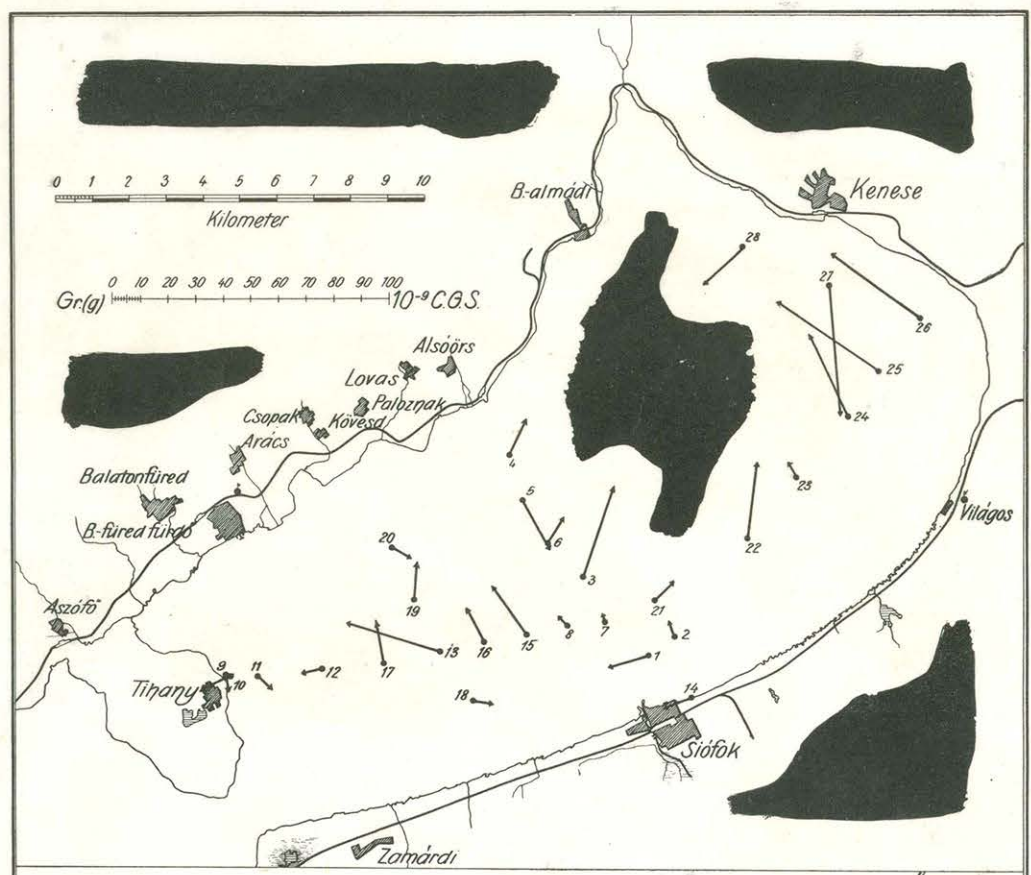 0 1 2 3 4 5 6 7 8 9 10
Kilometer
B.-almádi
Kenese
0 10 20 30 40 50 60 70 80 90 100
Gr.(g) 10⁻⁹ C.G.S.
28
27
26
25
24
Alsóörs
Lovas
Paloznak
Csopak
Kövesd
Arács
4
23
Balatonfüred
5
Világos
B.-füred fürdő
6
22
20
3
19
21
Aszófő
8
7
2
16
15
13
1
17
9
11
12
10
Tihany
18
14
Siófok
Zamárdi